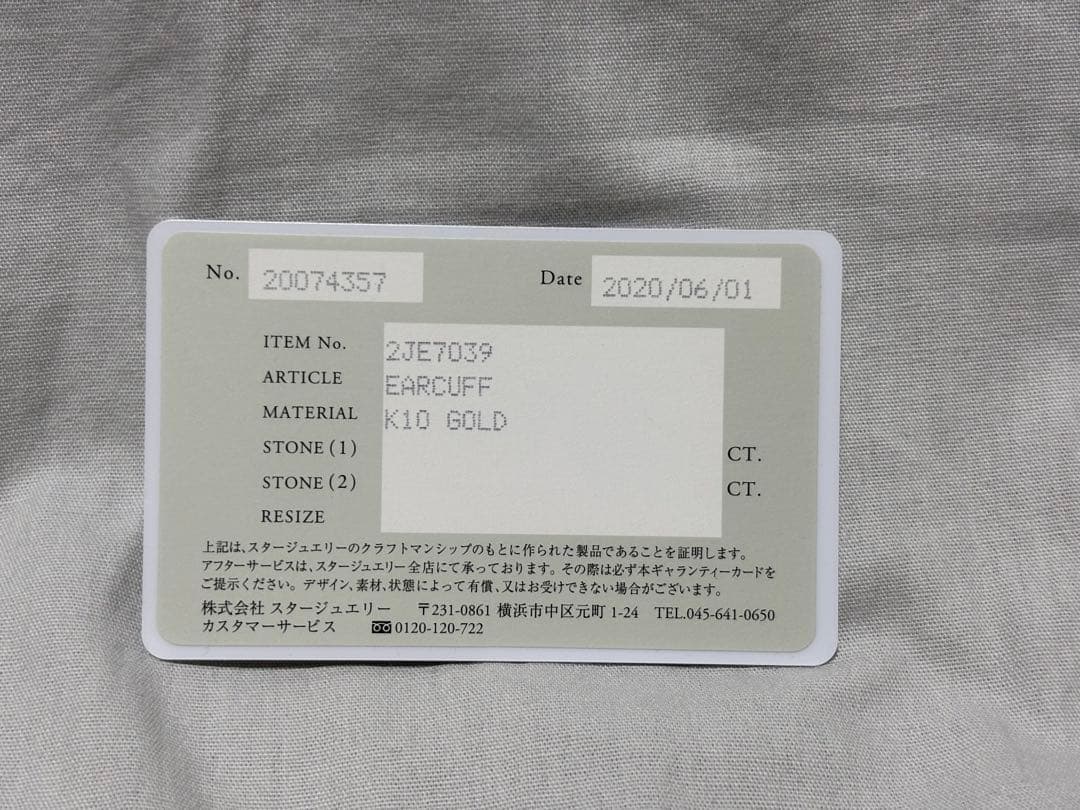 No. 20074357 Date 2020/06/01
ITEM No. 2JE7039
ARTICLE EARCUFF
MATERIAL K10 GOLD
STONE (1) CT.
STONE (2) CT.
RESIZE
上記は、スタージュエリーのクラフトマンシップのもとに作られた製品であることを証明します。
アフターサービスは、スタージュエリー全店にて承っております。その際は必ず本ギャランティーカードを
ご提示ください。デザイン、素材、状態によって有償、又はお受けできない場合がございます。
株式会社 スタージュエリー 〒231-0861 横浜市中区元町 1-24 TEL.045-641-0650
カスタマーサービス 0120-120-722